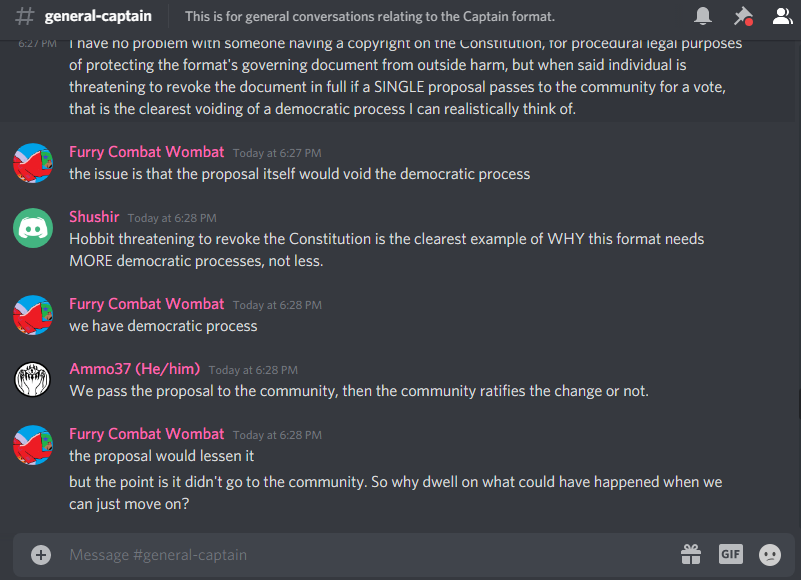 # general-captain This is for general conversations relating to the Captain format.
6:27 PM I have no problem with someone having a copyright on the Constitution, for procedural legal purposes
of protecting the format's governing document from outside harm, but when said individual is
threatening to revoke the document in full if a SINGLE proposal passes to the community for a vote,
that is the clearest voiding of a democratic process I can realistically think of.
Furry Combat Wombat Today at 6:27 PM
the issue is that the proposal itself would void the democratic process
Shushir Today at 6:28 PM
Hobbit threatening to revoke the Constitution is the clearest example of WHY this format needs
MORE democratic processes, not less.
Furry Combat Wombat Today at 6:28 PM
we have democratic process
Ammo37 (He/him) Today at 6:28 PM
We pass the proposal to the community, then the community ratifies the change or not.
Furry Combat Wombat Today at 6:28 PM
the proposal would lessen it
but the point is it didn't go to the community. So why dwell on what could have happened when we
can just move on?
Message #general-captain GIF